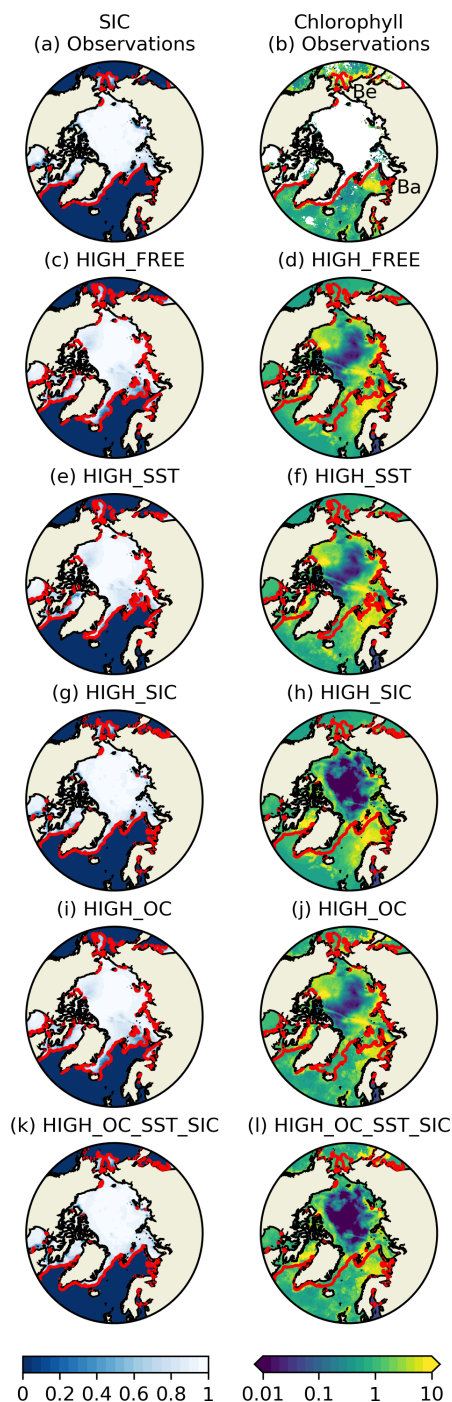 SIC
(a) Observations
Chlorophyll
(b) Observations
Be
Ba
(c) HIGH_FREE
(d) HIGH_FREE
(e) HIGH_SST
(f) HIGH_SST
(g) HIGH_SIC
(h) HIGH_SIC
(i) HIGH_OC
(j) HIGH_OC
(k) HIGH_OC_SST_SIC
(l) HIGH_OC_SST_SIC
0 0.2 0.4 0.6 0.8 1
0.01 0.1 1 10